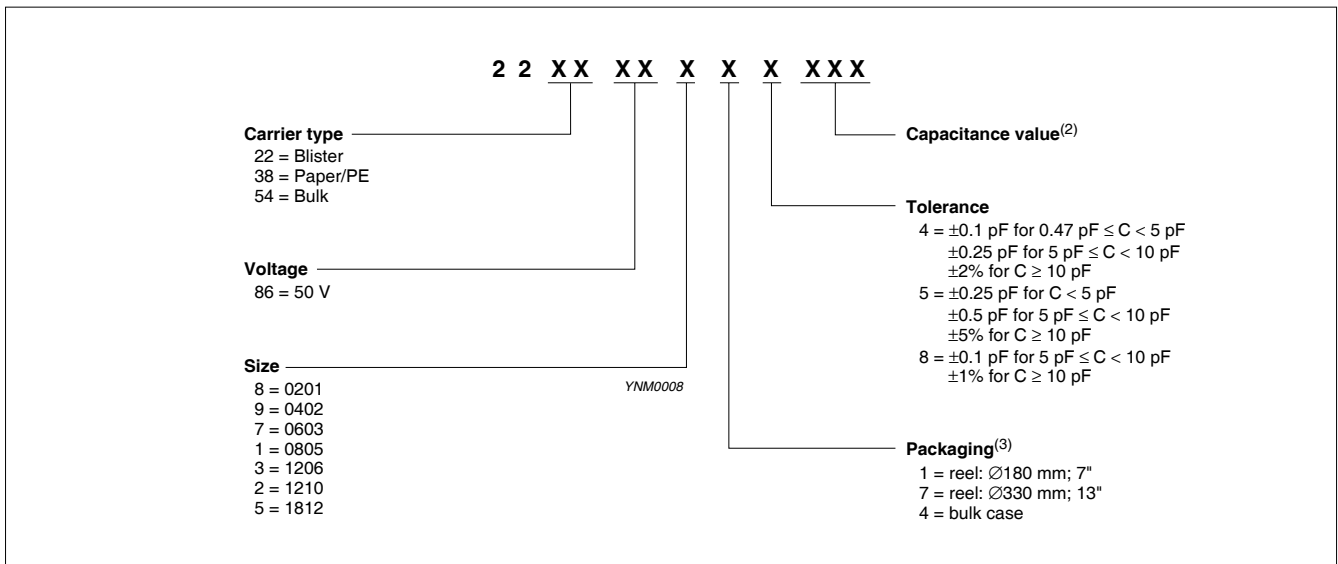 2 2 X X X X X X X X X X
Carrier type
22 = Blister
38 = Paper/PE
54 = Bulk
Voltage
86 = 50 V
Size
8 = 0201
9 = 0402
7 = 0603
1 = 0805
3 = 1206
2 = 1210
5 = 1812
YNM0008
Capacitance value(2)
Tolerance
4 = ±0.1 pF for 0.47 pF ≤ C < 5 pF
±0.25 pF for 5 pF ≤ C < 10 pF
±2% for C ≥ 10 pF
5 = ±0.25 pF for C < 5 pF
±0.5 pF for 5 pF ≤ C < 10 pF
±5% for C ≥ 10 pF
8 = ±0.1 pF for 5 pF ≤ C < 10 pF
±1% for C ≥ 10 pF
Packaging(3)
1 = reel: ∅180 mm; 7"
7 = reel: ∅330 mm; 13"
4 = bulk case